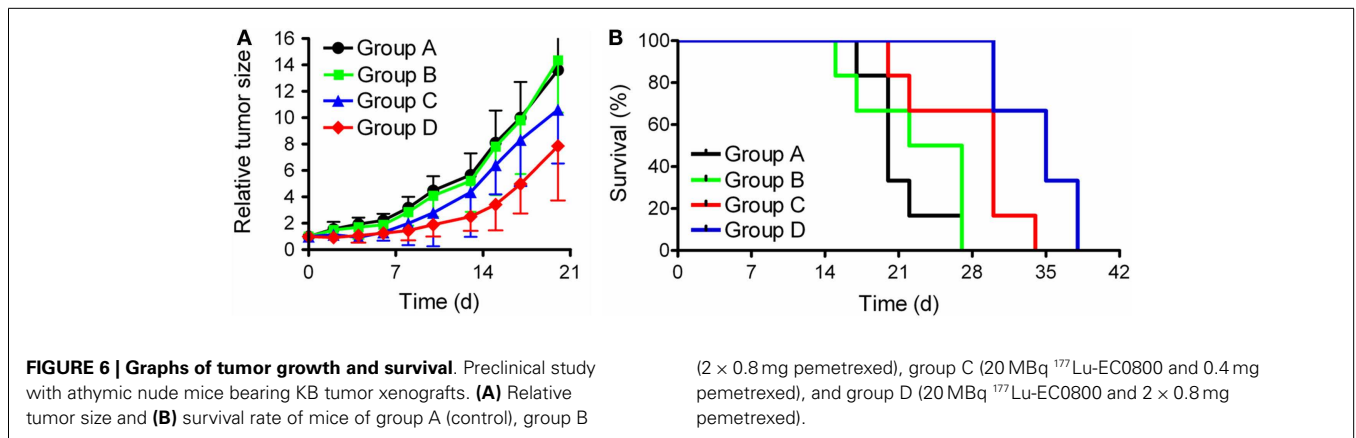 A
Relative tumor size
16
14
12
10
8
6
4
2
0
Group A
Group B
Group C
Group D
0 7 14 21
Time (d)
B
Survival (%)
100
80
60
40
20
0
Group A
Group B
Group C
Group D
0 7 14 21 28 35 42
Time (d)
FIGURE 6 | Graphs of tumor growth and survival. Preclinical study
with athymic nude mice bearing KB tumor xenografts. (A) Relative
tumor size and (B) survival rate of mice of group A (control), group B
(2 × 0.8 mg pemetrexed), group C (20 MBq ¹⁷⁷Lu-EC0800 and 0.4 mg
pemetrexed), and group D (20 MBq ¹⁷⁷Lu-EC0800 and 2 × 0.8 mg
pemetrexed).